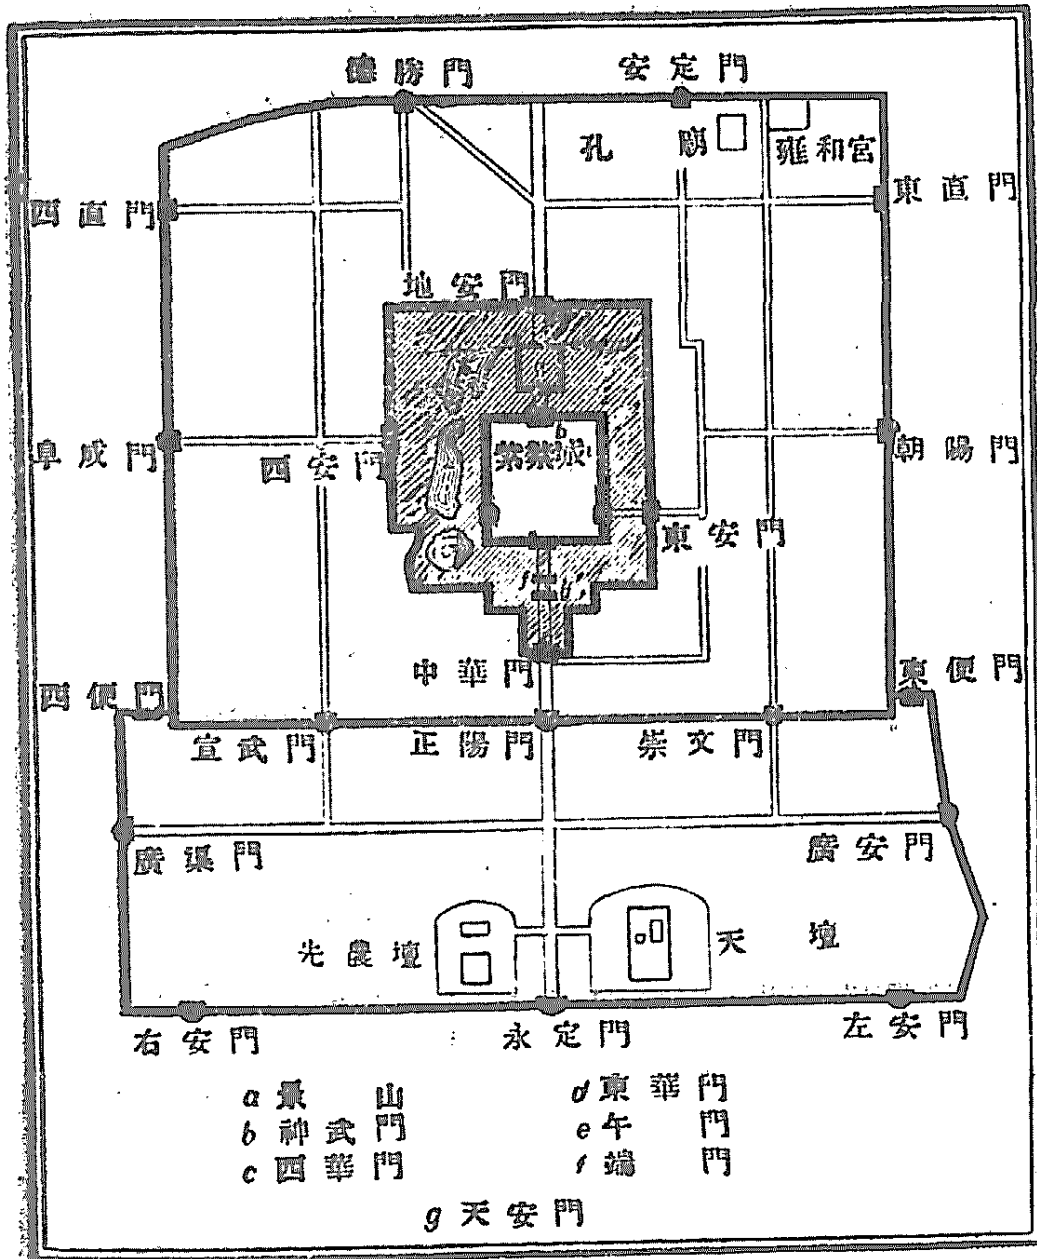 德勝門 安定門
孔廟 雍和宮
西直門 東直門
地安門
阜成門 西安門 紫禁城 朝陽門
b
東安門
f g
中華門
西便門 東便門
宣武門 正陽門 崇文門
廣渠門 廣安門
先農壇 天壇
右安門 永定門 左安門
a 景山 d 東華門
b 神武門 e 午門
c 西華門 f 端門
g 天安門